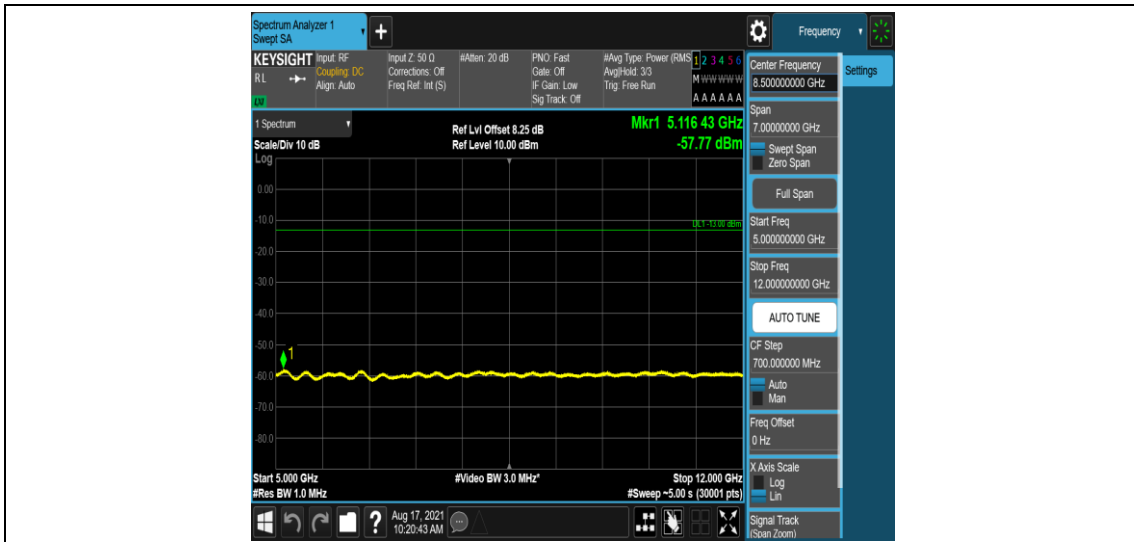 Spectrum Analyzer 1
Swept SA
+
Frequency
KEYSIGHT
RL
LM
Input: RF
Coupling: DC
Align: Auto
Input Z: 50 Ω
Corrections: Off
Freq Ref: Int (S)
#Atten: 20 dB
PNO: Fast
Gate: Off
IF Gain: Low
Sig Track: Off
#Avg Type: Power (RMS
Avg|Hold: 3/3
Trig: Free Run
1 2 3 4 5 6
M W W W W W
A A A A A A
1 Spectrum
Scale/Div 10 dB
Log
Ref Lvl Offset 8.25 dB
Ref Level 10.00 dBm
Mkr1 5.116 43 GHz
-57.77 dBm
0.00
-10.0
DL1 -13.00 dBm
-20.0
-30.0
-40.0
-50.0
1
-60.0
-70.0
-80.0
Start 5.000 GHz
#Res BW 1.0 MHz
#Video BW 3.0 MHz*
Stop 12.000 GHz
#Sweep ~5.00 s (30001 pts)
Center Frequency
8.500000000 GHz
Settings
Span
7.00000000 GHz
Swept Span
Zero Span
Full Span
Start Freq
5.000000000 GHz
Stop Freq
12.000000000 GHz
AUTO TUNE
CF Step
700.000000 MHz
Auto
Man
Freq Offset
0 Hz
X Axis Scale
Log
Lin
Signal Track
(Span Zoom)
?
Aug 17, 2021
10:20:43 AM